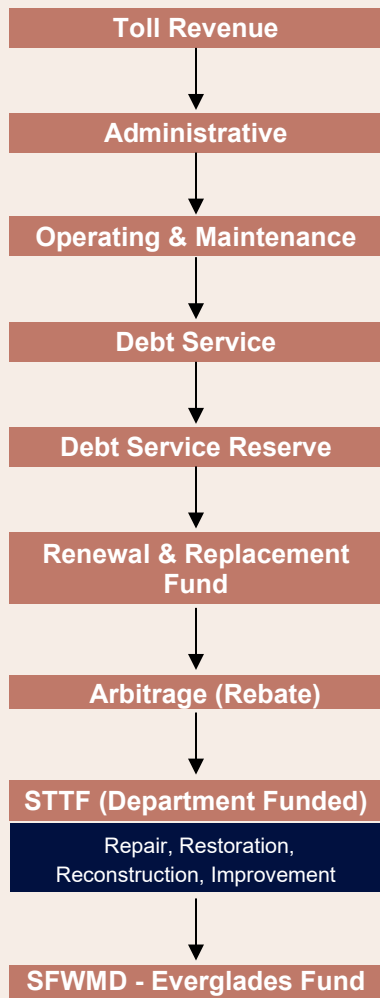 Toll Revenue
Administrative
Operating & Maintenance
Debt Service
Debt Service Reserve
Renewal & Replacement
Fund
Arbitrage (Rebate)
STTF (Department Funded)
Repair, Restoration,
Reconstruction, Improvement
SFWMD - Everglades Fund